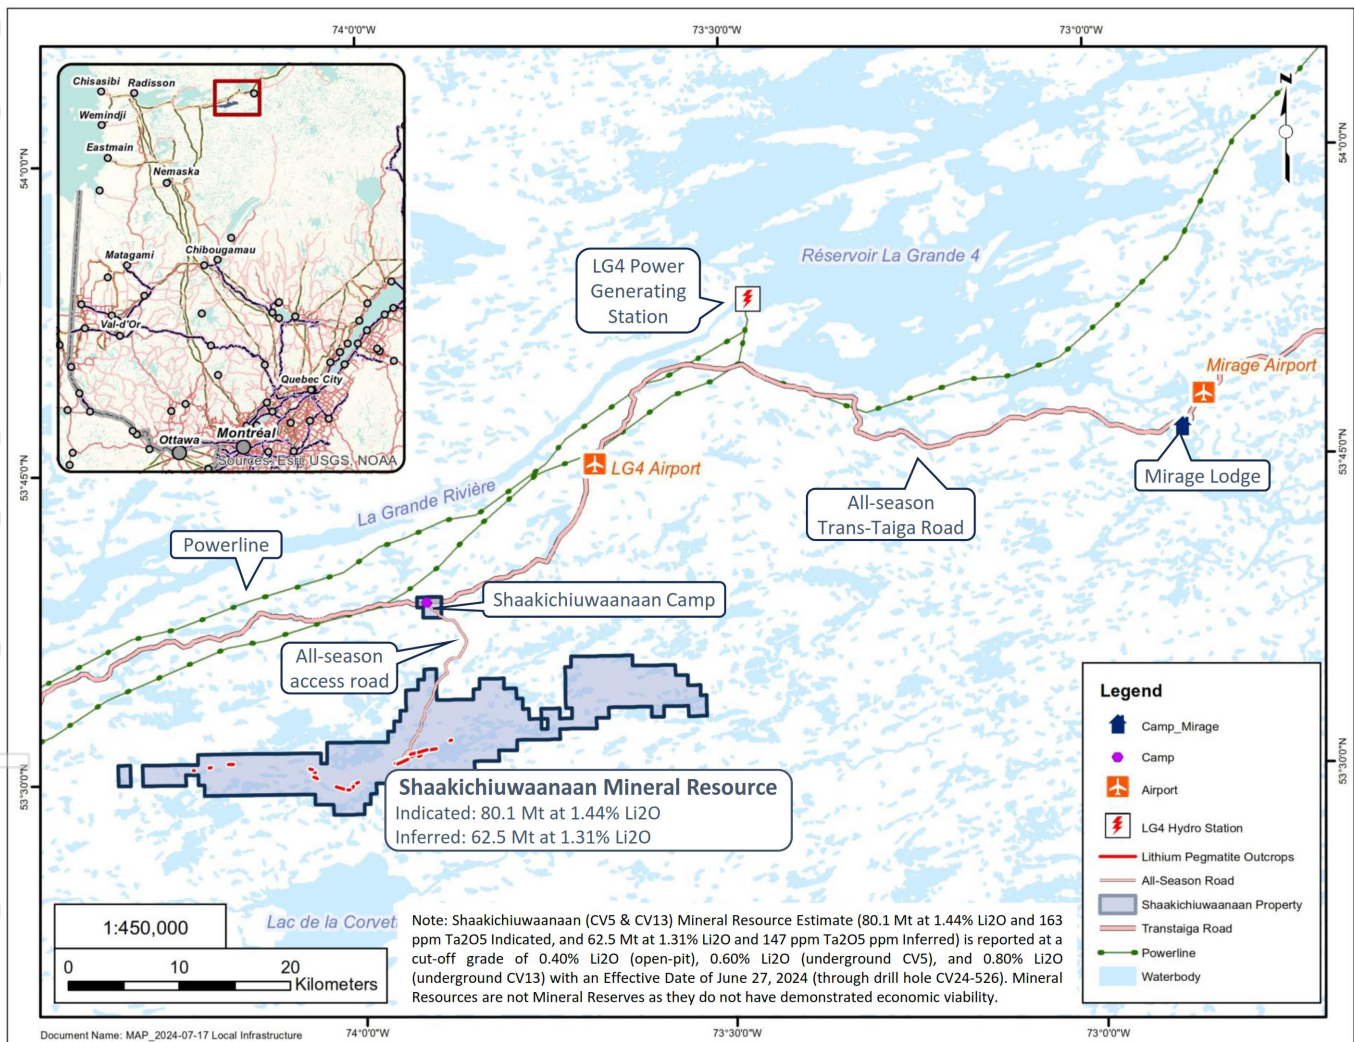 74°0'0"W
73°30'0"W
73°0'0"W
54°0'0"N
53°45'0"N
53°30'0"N
54°0'0"N
53°45'0"N
53°30'0"N
Chisasibi
Radisson
Wemindji
Eastmain
Nemaska
Matagami
Chibougamau
Val-d'Or
Quebec City
Ottawa
Montréal
Sources: Esri, USGS, NOAA
N
Réservoir La Grande 4
LG4 Power
Generating
Station
Mirage Airport
LG4 Airport
Mirage Lodge
All-season
Trans-Taiga Road
La Grande Rivière
Powerline
Shaakichiuwaanaan Camp
All-season
access road
Shaakichiuwaanaan Mineral Resource
Indicated: 80.1 Mt at 1.44% Li2O
Inferred: 62.5 Mt at 1.31% Li2O
Legend
Camp_Mirage
Camp
Airport
LG4 Hydro Station
Lithium Pegmatite Outcrops
All-Season Road
Shaakichiuwaanaan Property
Transtaiga Road
Powerline
Waterbody
1:450,000
0 10 20
Kilometers
Lac de la Corvet
Note: Shaakichiuwaanaan (CV5 & CV13) Mineral Resource Estimate (80.1 Mt at 1.44% Li2O and 163
ppm Ta2O5 Indicated, and 62.5 Mt at 1.31% Li2O and 147 ppm Ta2O5 ppm Inferred) is reported at a
cut-off grade of 0.40% Li2O (open-pit), 0.60% Li2O (underground CV5), and 0.80% Li2O
(underground CV13) with an Effective Date of June 27, 2024 (through drill hole CV24-526). Mineral
Resources are not Mineral Reserves as they do not have demonstrated economic viability.
74°0'0"W
73°30'0"W
73°0'0"W
Document Name: MAP_2024-07-17 Local Infrastructure